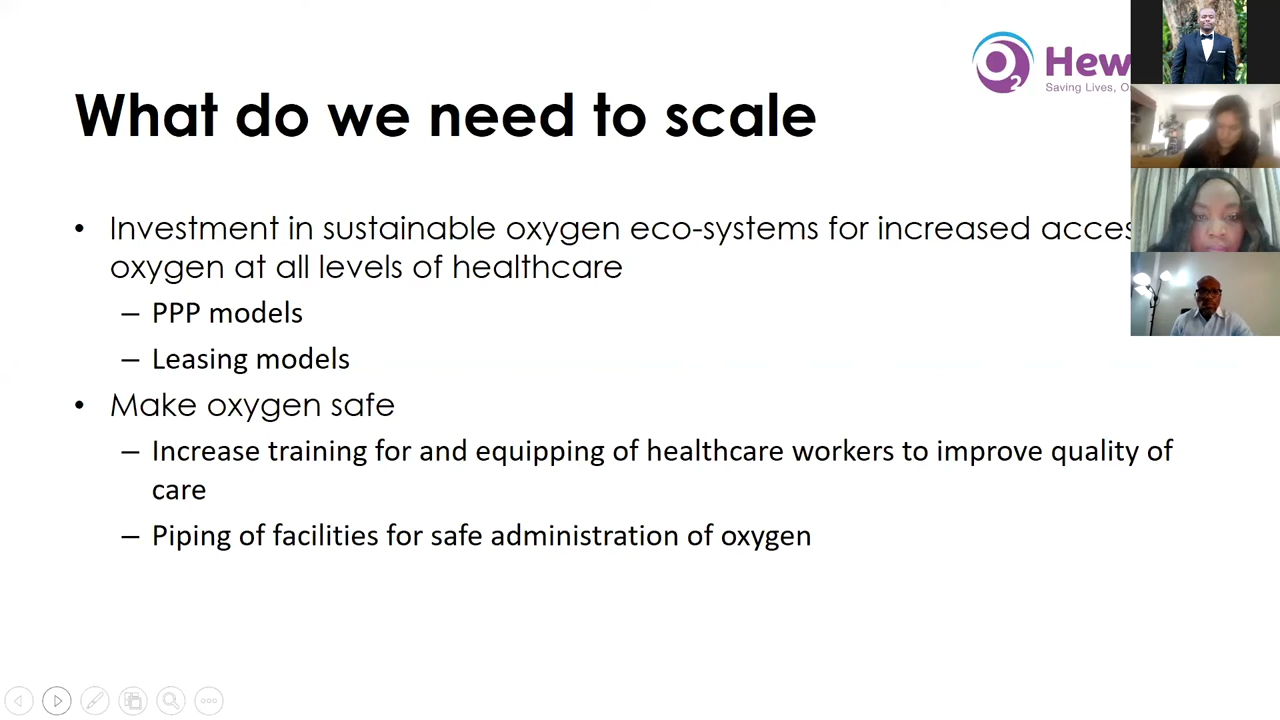 O2 Hew
Saving Lives, O
What do we need to scale
• Investment in sustainable oxygen eco-systems for increased acces
oxygen at all levels of healthcare
– PPP models
– Leasing models
• Make oxygen safe
– Increase training for and equipping of healthcare workers to improve quality of
care
– Piping of facilities for safe administration of oxygen